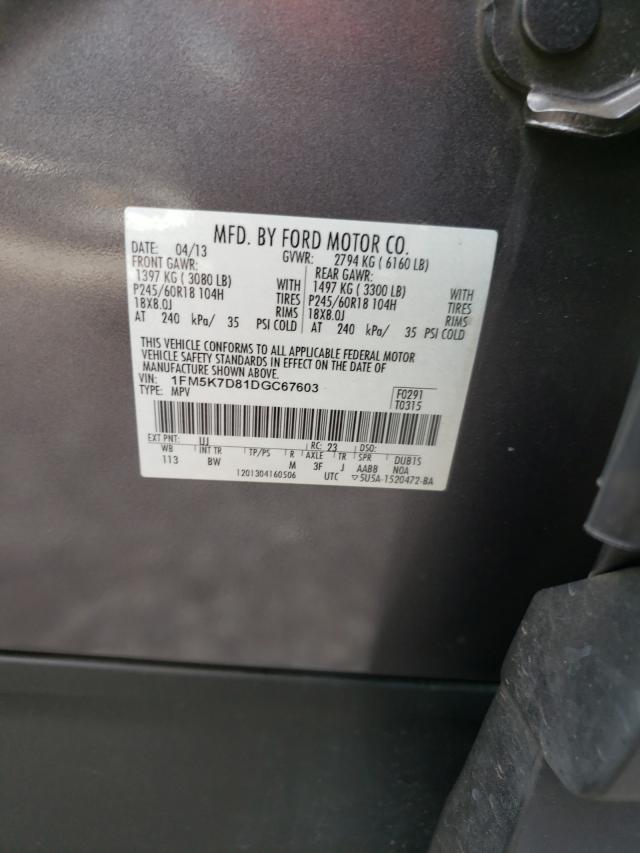 MFD. BY FORD MOTOR CO.
DATE: 04/13 GVWR: 2794 KG ( 6160 LB)
FRONT GAWR: REAR GAWR:
1397 KG ( 3080 LB) WITH 1497 KG ( 3300 LB) WITH
P245/60R18 104H TIRES P245/60R18 104H TIRES
18X8.0J RIMS 18X8.0J RIMS
AT 240 kPa/ 35 PSI COLD AT 240 kPa/ 35 PSI COLD
THIS VEHICLE CONFORMS TO ALL APPLICABLE FEDERAL MOTOR
VEHICLE SAFETY STANDARDS IN EFFECT ON THE DATE OF
MANUFACTURE SHOWN ABOVE.
VIN: 1FM5K7D81DGC67603
TYPE: MPV
F0291
T0315
EXT PNT: UJ RC: 23 DSO:
WB INT TR TP/PS R AXLE TR SPR DUB15
113 BW M 3F J AABB NOA
1201304160506 UTC ▽5U5A-1520472-BA